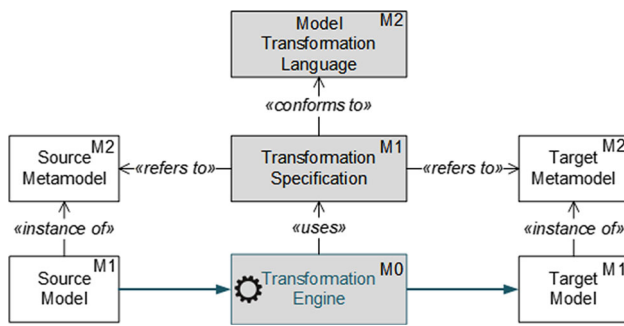 M2
Model
Transformation
Language
«conforms to»
M2
Source
Metamodel
«refers to»
M1
Transformation
Specification
«refers to»
M2
Target
Metamodel
«instance of»
«uses»
«instance of»
M1
Source
Model
M0
Transformation
Engine
M1
Target
Model